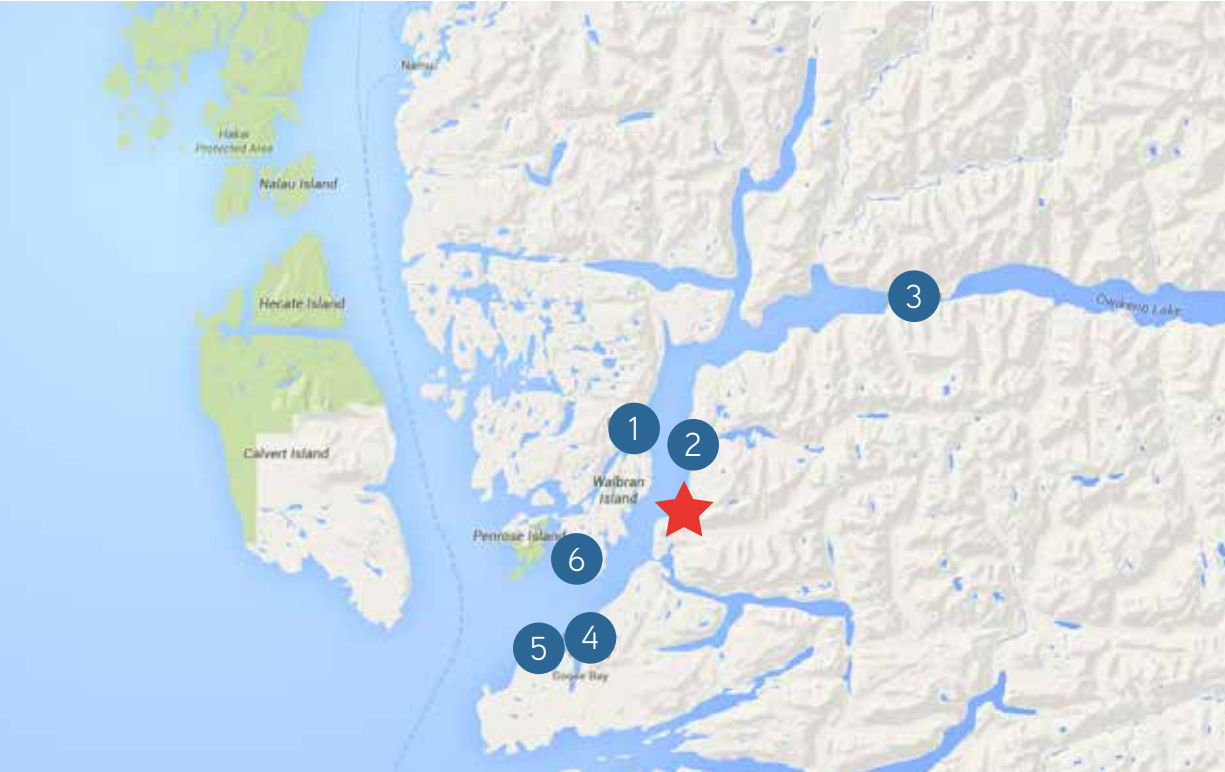 Namu
Hakai
Protected Area
Nalau Island
Hecate Island
3
Owikeno Lake
1
2
Calvert Island
Walbran
Island
Penrose Island
6
5
4
Goose Bay